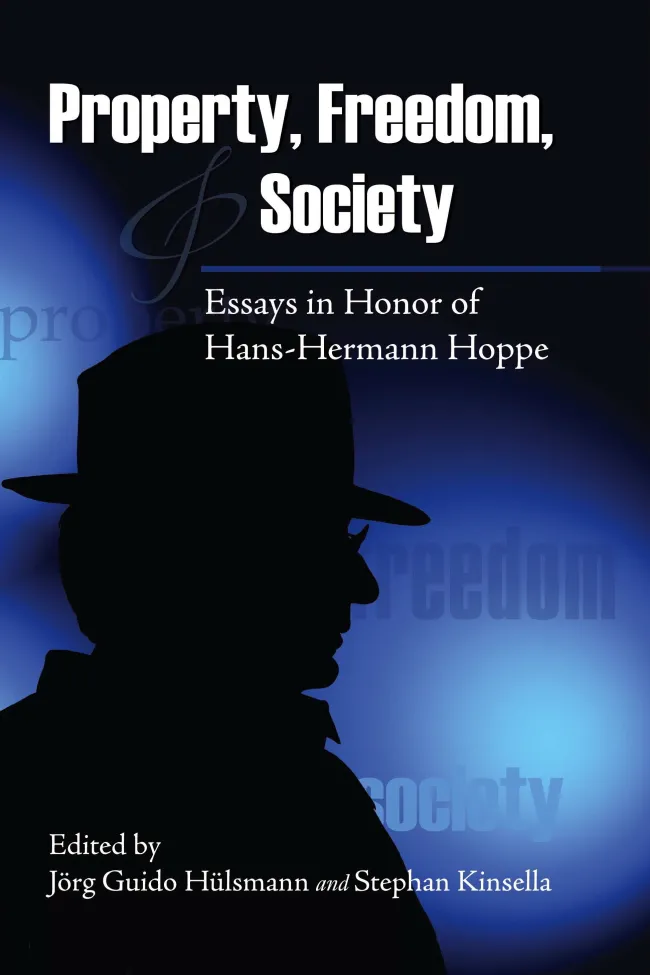 Property, Freedom,
& Society
Essays in Honor of
Hans-Hermann Hoppe
property
freedom
society
Edited by
Jörg Guido Hülsmann and Stephan Kinsella